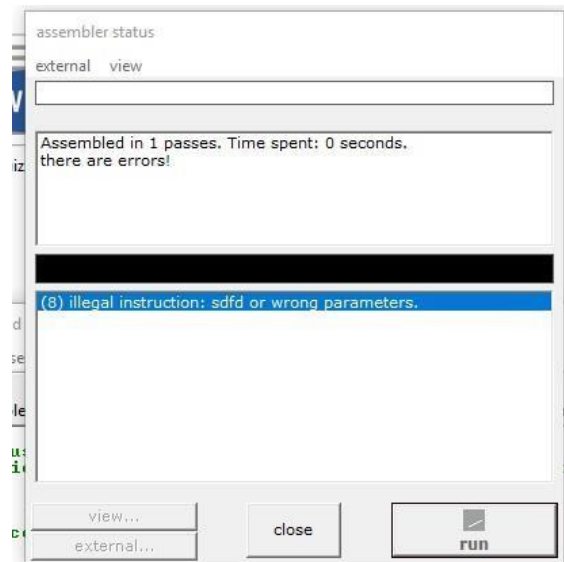 assembler status
external view
Assembled in 1 passes. Time spent: 0 seconds.
there are errors!
(8) illegal instruction: sdfd or wrong parameters.
view...
external...
close
run